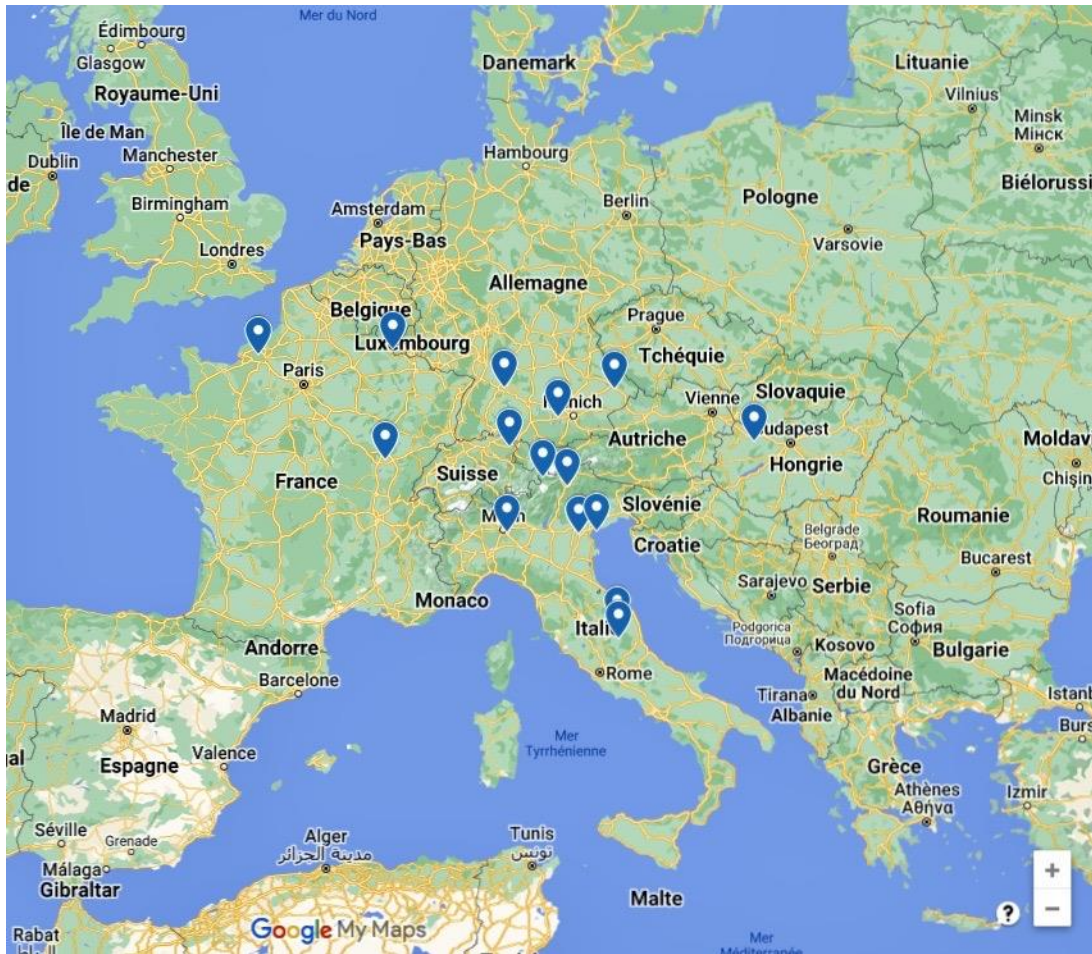 Mer du Nord
Édimbourg
Glasgow
Danemark
Lituanie
Royaume-Uni
Vilnius
Minsk
Мінск
Île de Man
Dublin
Manchester
Hambourg
de
Biélorussi
Birmingham
Amsterdam
Berlin
Pologne
Londres
Pays-Bas
Varsovie
Allemagne
Belgique
Prague
Luxembourg
Tchéquie
Paris
Slovaquie
Vienne
Autriche
Budapest
Moldav
Suisse
Hongrie
Chişin
France
Slovénie
Roumanie
Croatie
Belgrade
Београд
Bucarest
Sarajevo
Serbie
Monaco
Sofia
София
Podgorica
Подгорица
Andorre
Kosovo
Bulgarie
Barcelone
Rome
Macédoine
du Nord
Tirana
Istanb
Albanie
Burs
Madrid
Mer
Tyrrhénienne
al
Valence
Espagne
Grèce
Athènes
Αθήνα
Izmir
Séville
Grenade
Alger
مدينة الجزائر
Tunis
تونس
Málaga
Gibraltar
Malte
+
−
?
Google My Maps
Rabat
Mer
Méditerranée